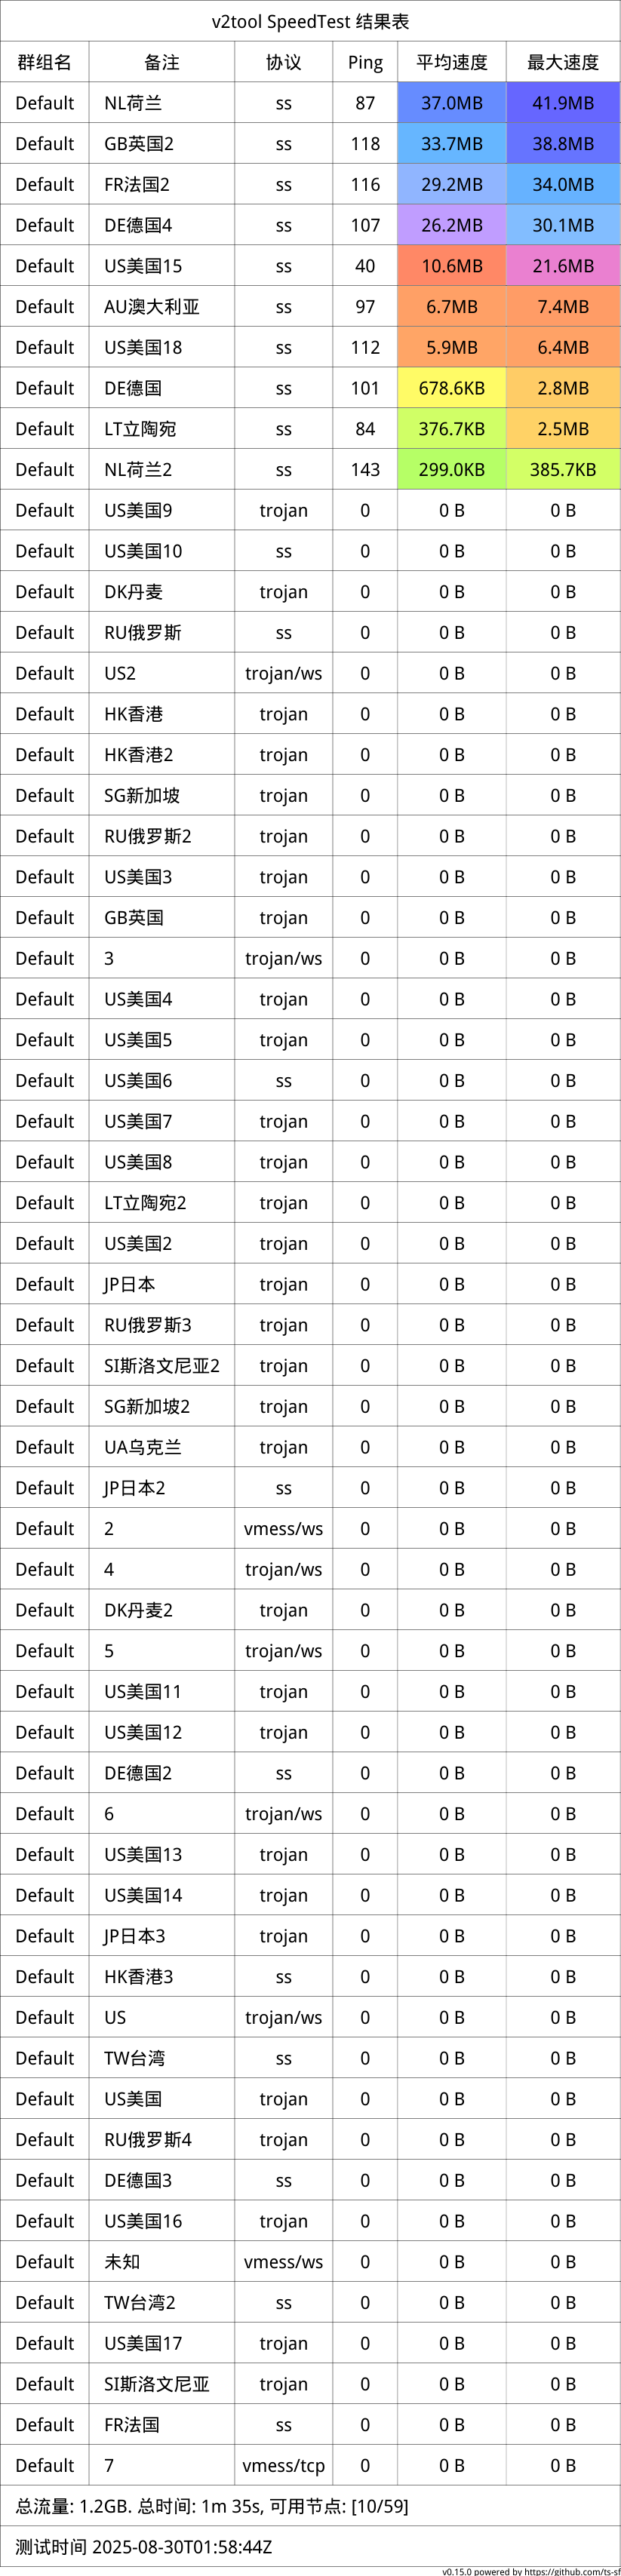 v2tool SpeedTest 结果表
群组名 备注 协议 Ping 平均速度 最大速度
Default NL荷兰 ss 87 37.0MB 41.9MB
Default GB英国2 ss 118 33.7MB 38.8MB
Default FR法国2 ss 116 29.2MB 34.0MB
Default DE德国4 ss 107 26.2MB 30.1MB
Default US美国15 ss 40 10.6MB 21.6MB
Default AU澳大利亚 ss 97 6.7MB 7.4MB
Default US美国18 ss 112 5.9MB 6.4MB
Default DE德国 ss 101 678.6KB 2.8MB
Default LT立陶宛 ss 84 376.7KB 2.5MB
Default NL荷兰2 ss 143 299.0KB 385.7KB
Default US美国9 trojan 0 0 B 0 B
Default US美国10 ss 0 0 B 0 B
Default DK丹麦 trojan 0 0 B 0 B
Default RU俄罗斯 ss 0 0 B 0 B
Default US2 trojan/ws 0 0 B 0 B
Default HK香港 trojan 0 0 B 0 B
Default HK香港2 trojan 0 0 B 0 B
Default SG新加坡 trojan 0 0 B 0 B
Default RU俄罗斯2 trojan 0 0 B 0 B
Default US美国3 trojan 0 0 B 0 B
Default GB英国 trojan 0 0 B 0 B
Default 3 trojan/ws 0 0 B 0 B
Default US美国4 trojan 0 0 B 0 B
Default US美国5 trojan 0 0 B 0 B
Default US美国6 ss 0 0 B 0 B
Default US美国7 trojan 0 0 B 0 B
Default US美国8 trojan 0 0 B 0 B
Default LT立陶宛2 trojan 0 0 B 0 B
Default US美国2 trojan 0 0 B 0 B
Default JP日本 trojan 0 0 B 0 B
Default RU俄罗斯3 trojan 0 0 B 0 B
Default SI斯洛文尼亚2 trojan 0 0 B 0 B
Default SG新加坡2 trojan 0 0 B 0 B
Default UA乌克兰 trojan 0 0 B 0 B
Default JP日本2 ss 0 0 B 0 B
Default 2 vmess/ws 0 0 B 0 B
Default 4 trojan/ws 0 0 B 0 B
Default DK丹麦2 trojan 0 0 B 0 B
Default 5 trojan/ws 0 0 B 0 B
Default US美国11 trojan 0 0 B 0 B
Default US美国12 trojan 0 0 B 0 B
Default DE德国2 ss 0 0 B 0 B
Default 6 trojan/ws 0 0 B 0 B
Default US美国13 trojan 0 0 B 0 B
Default US美国14 trojan 0 0 B 0 B
Default JP日本3 trojan 0 0 B 0 B
Default HK香港3 ss 0 0 B 0 B
Default US trojan/ws 0 0 B 0 B
Default TW台湾 ss 0 0 B 0 B
Default US美国 trojan 0 0 B 0 B
Default RU俄罗斯4 trojan 0 0 B 0 B
Default DE德国3 ss 0 0 B 0 B
Default US美国16 trojan 0 0 B 0 B
Default 未知 vmess/ws 0 0 B 0 B
Default TW台湾2 ss 0 0 B 0 B
Default US美国17 trojan 0 0 B 0 B
Default SI斯洛文尼亚 trojan 0 0 B 0 B
Default FR法国 ss 0 0 B 0 B
Default 7 vmess/tcp 0 0 B 0 B
总流量: 1.2GB. 总时间: 1m 35s, 可用节点: [10/59]
测试时间 2025-08-30T01:58:44Z
v0.15.0 powered by https://github.com/ts-sf